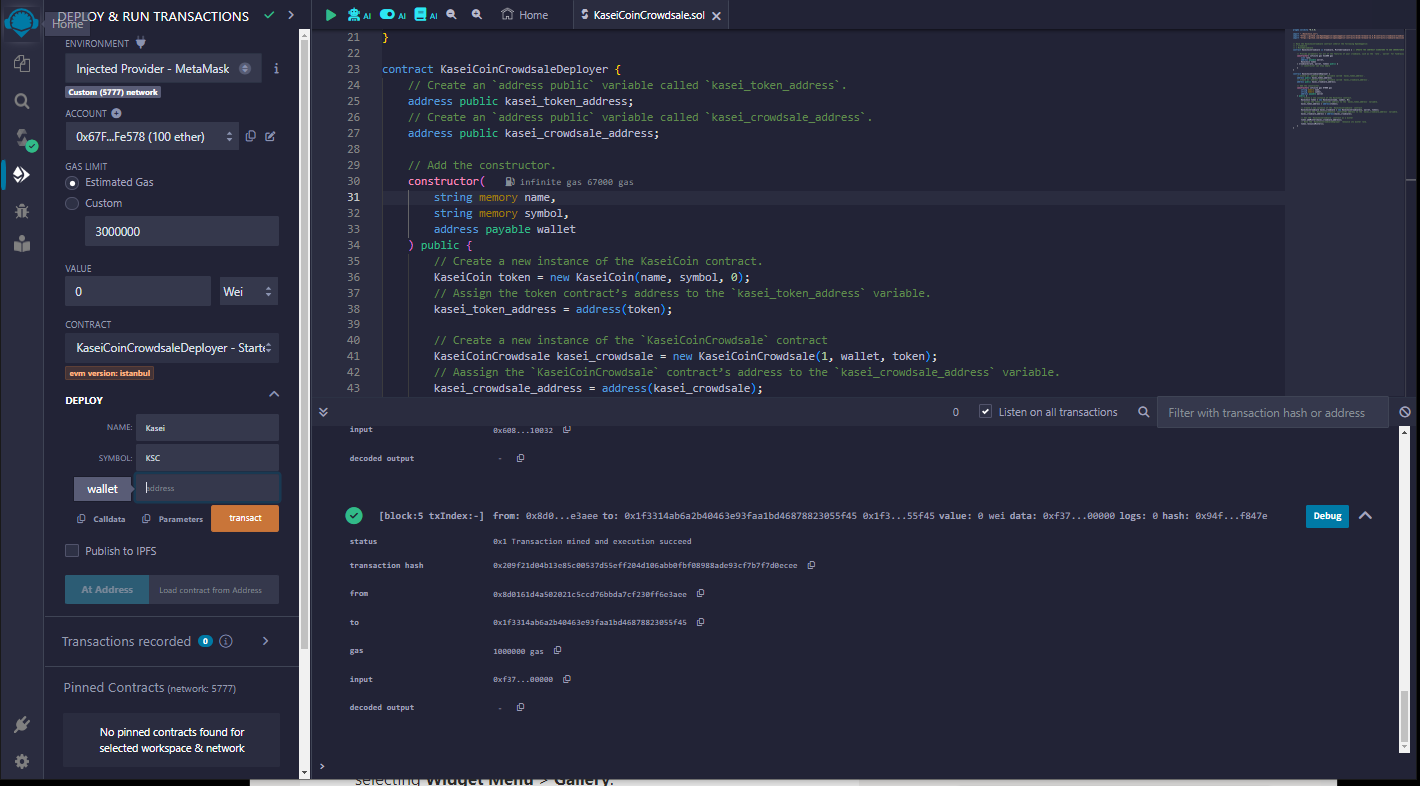 DEPLOY & RUN TRANSACTIONS
Home
ENVIRONMENT
Injected Provider - MetaMask
Custom (5777) network
ACCOUNT
0x67F...Fe578 (100 ether)
GAS LIMIT
Estimated Gas
Custom
3000000
VALUE
0
Wei
CONTRACT
KaseiCoinCrowdsaleDeployer - Starte
evm version: istanbul
DEPLOY
NAME: Kasei
SYMBOL: KSC
wallet address
Calldata Parameters transact
Publish to IPFS
At Address Load contract from Address
Transactions recorded 0
Pinned Contracts (network: 5777)
No pinned contracts found for
selected workspace & network
AI AI AI Home KaseiCoinCrowdsale.sol
21 }
22
23 contract KaseiCoinCrowdsaleDeployer {
24 // Create an `address public` variable called `kasei_token_address`.
25 address public kasei_token_address;
26 // Create an `address public` variable called `kasei_crowdsale_address`.
27 address public kasei_crowdsale_address;
28
29 // Add the constructor.
30 constructor( infinite gas 67000 gas
31 string memory name,
32 string memory symbol,
33 address payable wallet
34 ) public {
35 // Create a new instance of the KaseiCoin contract.
36 KaseiCoin token = new KaseiCoin(name, symbol, 0);
37 // Assign the token contract’s address to the `kasei_token_address` variable.
38 kasei_token_address = address(token);
39
40 // Create a new instance of the `KaseiCoinCrowdsale` contract
41 KaseiCoinCrowdsale kasei_crowdsale = new KaseiCoinCrowdsale(1, wallet, token);
42 // Aassign the `KaseiCoinCrowdsale` contract’s address to the `kasei_crowdsale_address` variable.
43 kasei_crowdsale_address = address(kasei_crowdsale);
0 Listen on all transactions Filter with transaction hash or address
input 0x608...10032
decoded output -
[block:5 txIndex:-] from: 0x8d0...e3aee to: 0x1f3314ab6a2b40463e93faa1bd46878823055f45 0x1f3...55f45 value: 0 wei data: 0xf37...00000 logs: 0 hash: 0x94f...f847e Debug
status 0x1 Transaction mined and execution succeed
transaction hash 0x209f21d04b13e85c00537d55eff204d106abb0fbf08988ade93cf7b7f7d0ecee
from 0x8d0161d4a502021c5ccd76bbda7cf230ff6e3aee
to 0x1f3314ab6a2b40463e93faa1bd46878823055f45
gas 1000000 gas
input 0xf37...00000
decoded output -
>
selecting Widget Menu > Gallery.